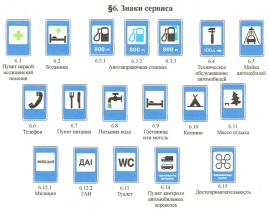 §6. Знаки сервиса
800 м
800 м
6.1
Пункт первой
медицинской
помощи
6.2
Больница
6.3.1
6.3.2
6.3.3
Автозаправочная станция
6.4
Техническое
обслуживание
автомобилей
6.5
Мойка
автомобилей
6.6
Телефон
6.7
Пункт питания
6.8
Питьевая вода
6.9
Гостиница
или мотель
6.10
Кемпинг
6.11
Место отдыха
ДАІ
WC
6.12.1
Милиция
6.12.2
ГАИ
6.13
Туалет
6.14
Пункт контроля
автомобильных
перевозок
6.15
Достопримечательность